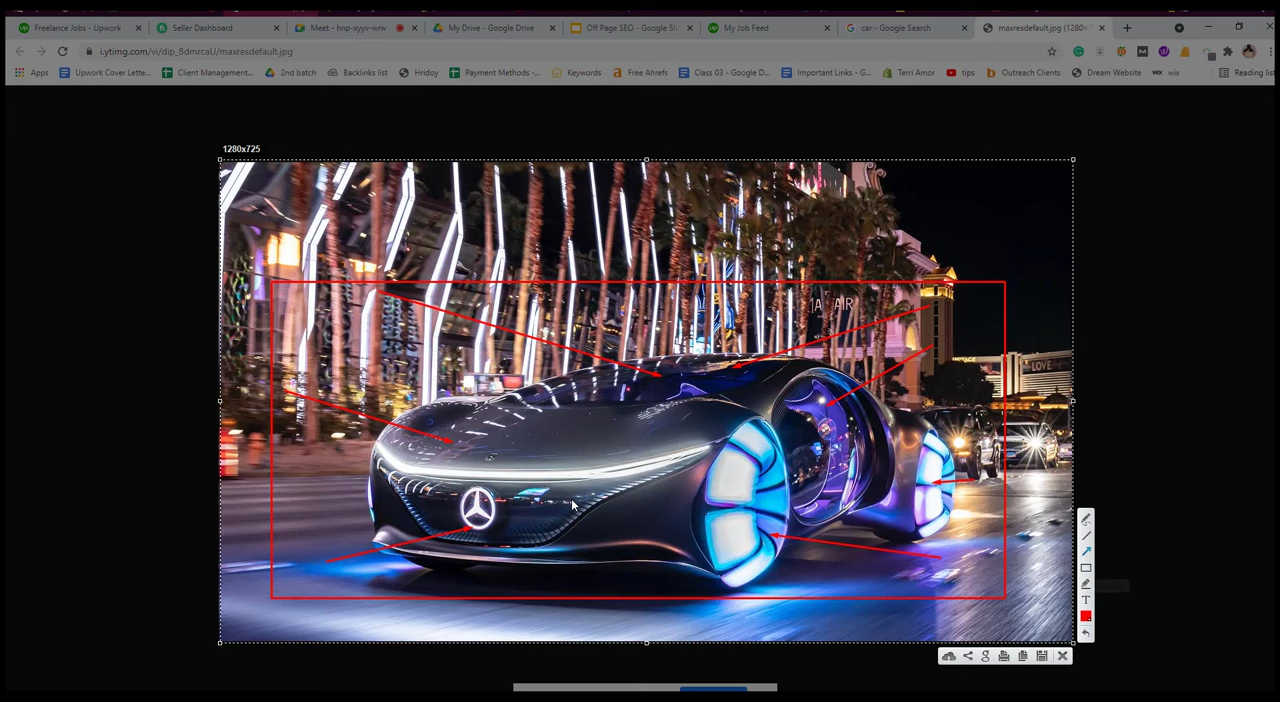 Freelance Jobs - Upwork
Seller Dashboard
Meet - hnp-xyyv-wrw
My Drive - Google Drive
Off Page SEO - Google Sli
My Job Feed
car - Google Search
maxresdefault.jpg (1280×
i.ytimg.com/vi/dip_8dmrcaU/maxresdefault.jpg
Apps
Upwork Cover Lette...
Client Management...
2nd batch
Backlinks list
Hridoy
Payment Methods -...
Keywords
Free Ahrefs
Class 03 - Google D...
Important Links - G...
Terri Amor
tips
Outreach Clients
Dream Website
wix
Reading list
1280x725
MAYFAIR
LOVE
T